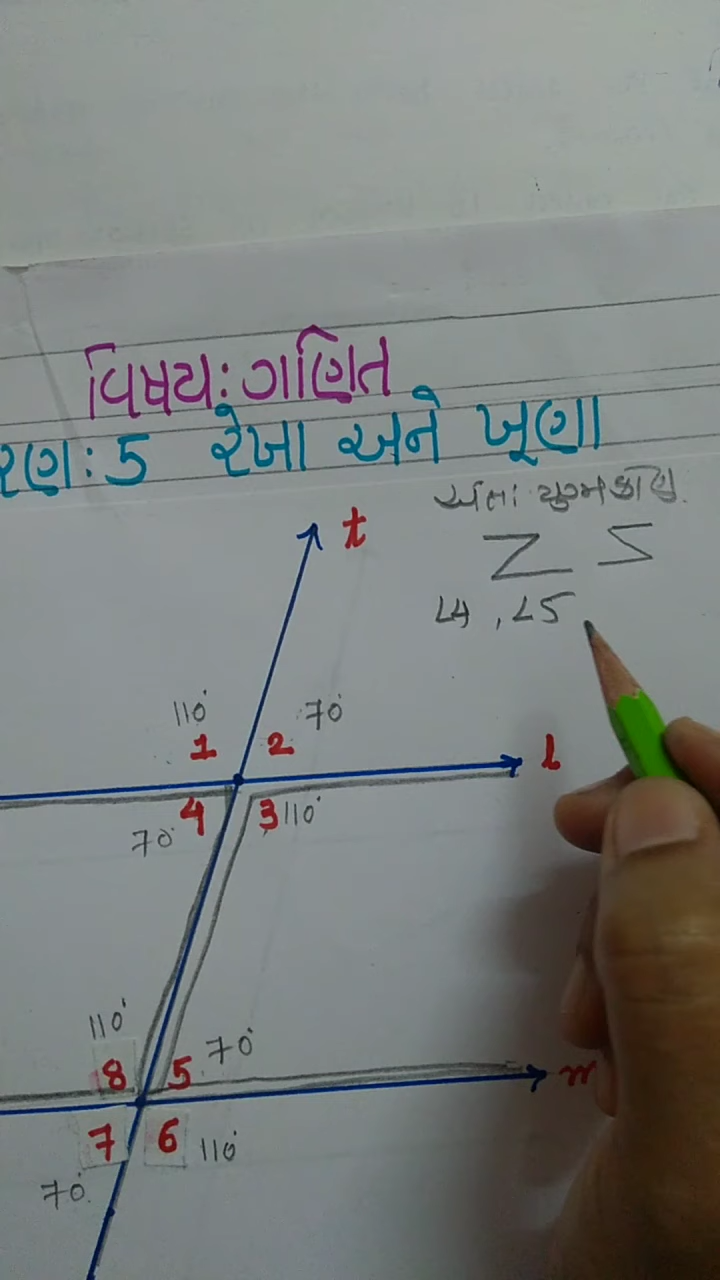 વિષય: ગણિત
રણ: 5 રેખા અને ખૂણા
અંતઃ યુગ્મકોણ.
Z S
∠4, ∠5
t
110° 70°
1 2
l
4 3 110°
70°
110°
8 5 70°
m
7 6 110°
70°